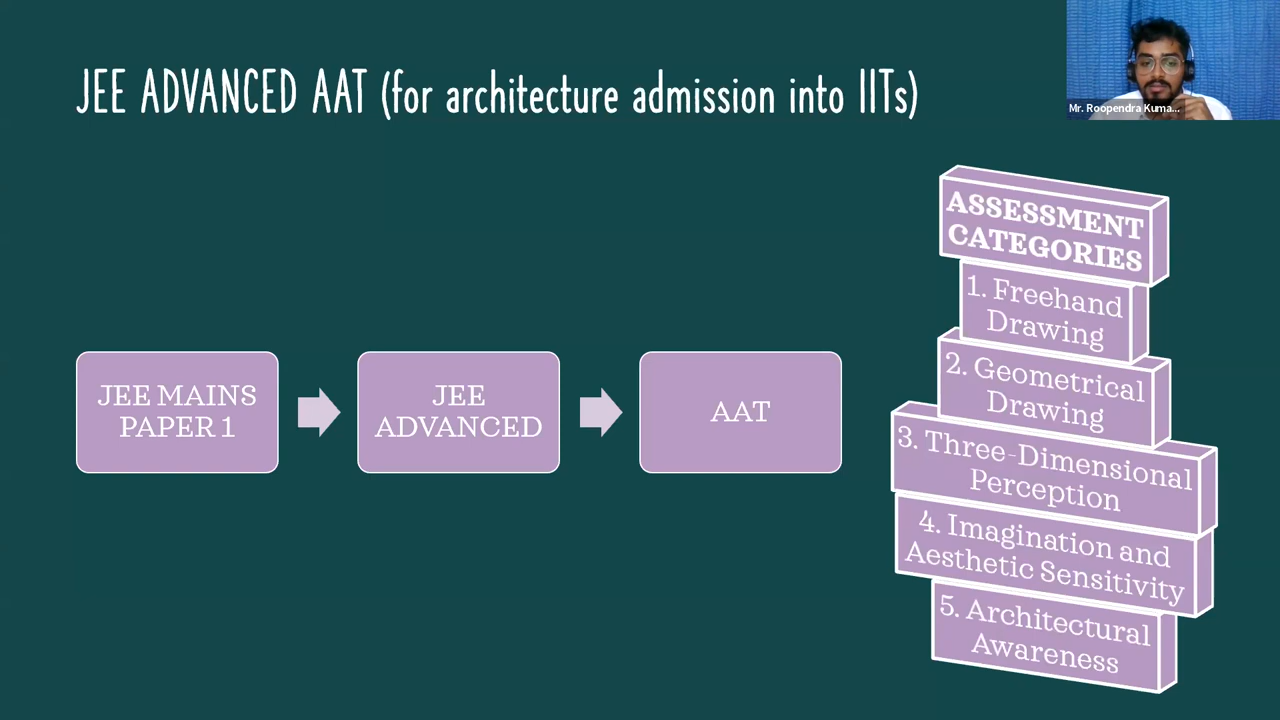 JEE ADVANCED AAT (for architecture admission into IITs)
Mr. Roopendra Kuma...
JEE MAINS
PAPER 1
JEE
ADVANCED
AAT
ASSESSMENT
CATEGORIES
1. Freehand
Drawing
2. Geometrical
Drawing
3. Three-Dimensional
Perception
4. Imagination and
Aesthetic Sensitivity
5. Architectural
Awareness